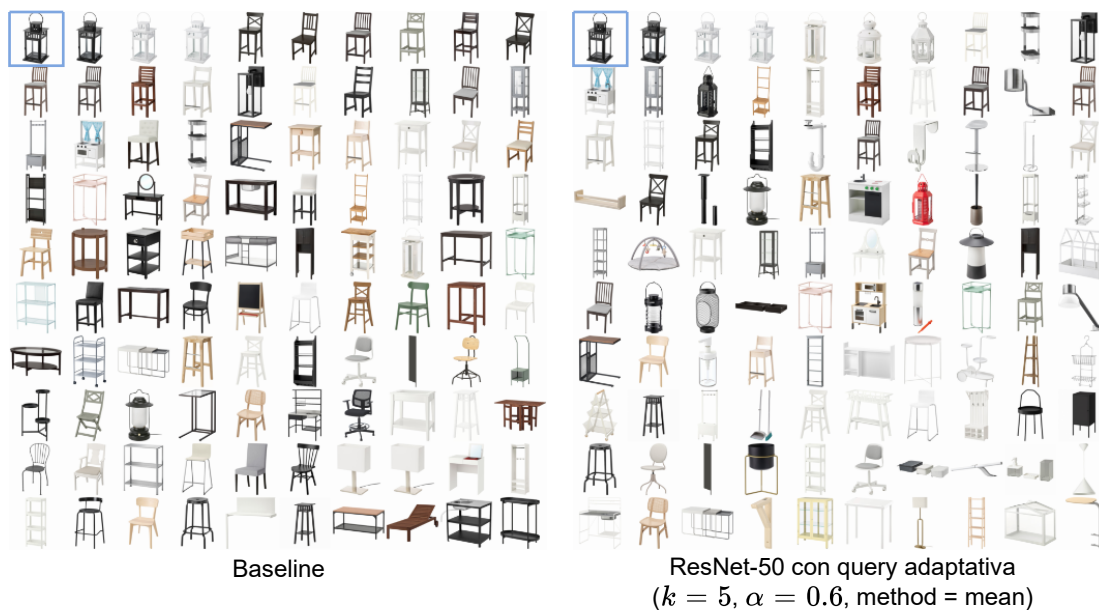 Baseline
ResNet-50 con query adaptativa
(k = 5, α = 0.6, method = mean)